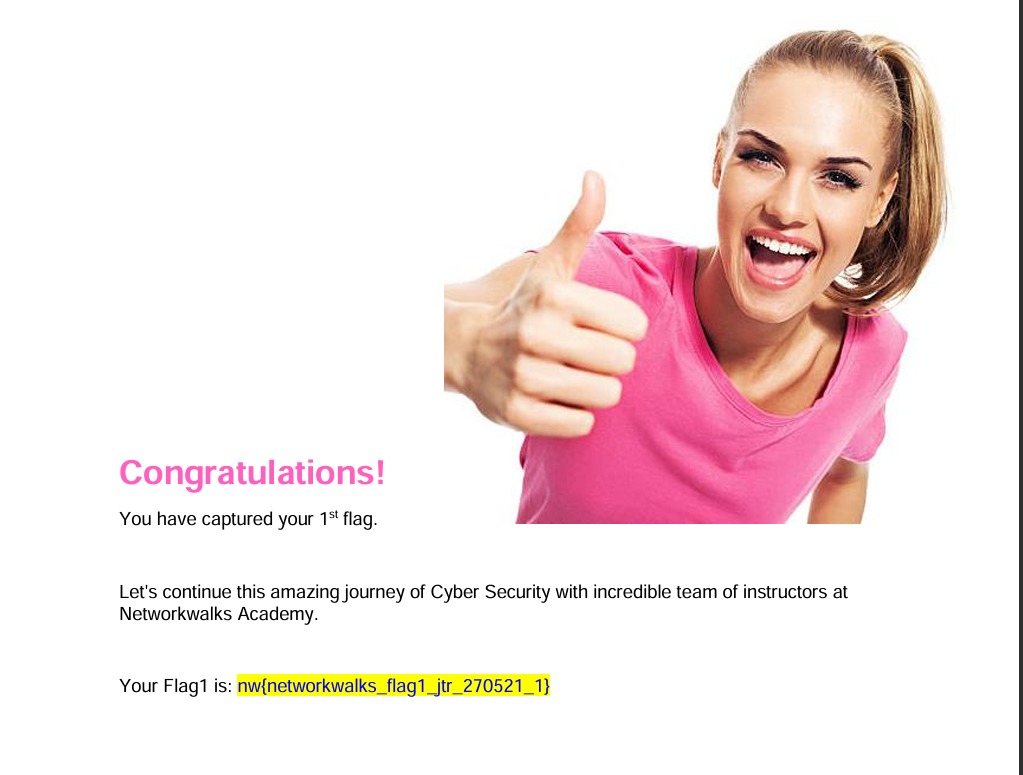 Congratulations!
You have captured your 1st flag.
Let's continue this amazing journey of Cyber Security with incredible team of instructors at
Networkwalks Academy.
Your Flag1 is: nw{networkwalks_flag1_jtr_270521_1}